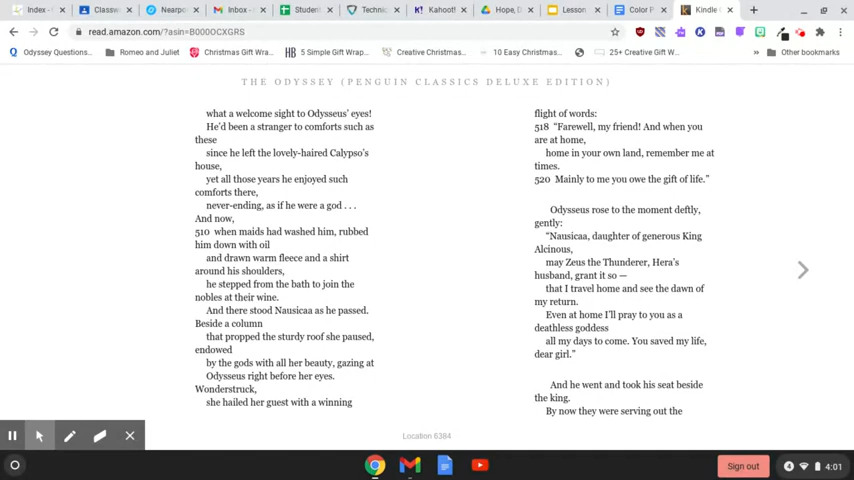 Index -
Classw
Nearpo
Inbox -
Student
Technic
Kahoot!
Hope, D
Lesson
Color P
Kindle C
read.amazon.com/?asin=B000OCXGRS
Odyssey Questions...
Romeo and Juliet
Christmas Gift Wra...
5 Simple Gift Wrap...
Creative Christmas...
10 Easy Christmas...
25+ Creative Gift W...
Other bookmarks
THE ODYSSEY (PENGUIN CLASSICS DELUXE EDITION)
what a welcome sight to Odysseus' eyes!
He'd been a stranger to comforts such as
these
since he left the lovely-haired Calypso's
house,
yet all those years he enjoyed such
comforts there,
never-ending, as if he were a god . . .
And now,
510 when maids had washed him, rubbed
him down with oil
and drawn warm fleece and a shirt
around his shoulders,
he stepped from the bath to join the
nobles at their wine.
And there stood Nausicaa as he passed.
Beside a column
that propped the sturdy roof she paused,
endowed
by the gods with all her beauty, gazing at
Odysseus right before her eyes.
Wonderstruck,
she hailed her guest with a winning
flight of words:
518 “Farewell, my friend! And when you
are at home,
home in your own land, remember me at
times.
520 Mainly to me you owe the gift of life.”
Odysseus rose to the moment deftly,
gently:
“Nausicaa, daughter of generous King
Alcinous,
may Zeus the Thunderer, Hera's
husband, grant it so —
that I travel home and see the dawn of
my return.
Even at home I'll pray to you as a
deathless goddess
all my days to come. You saved my life,
dear girl.”
And he went and took his seat beside
the king.
By now they were serving out the
Location 6384
Sign out
4 4:01